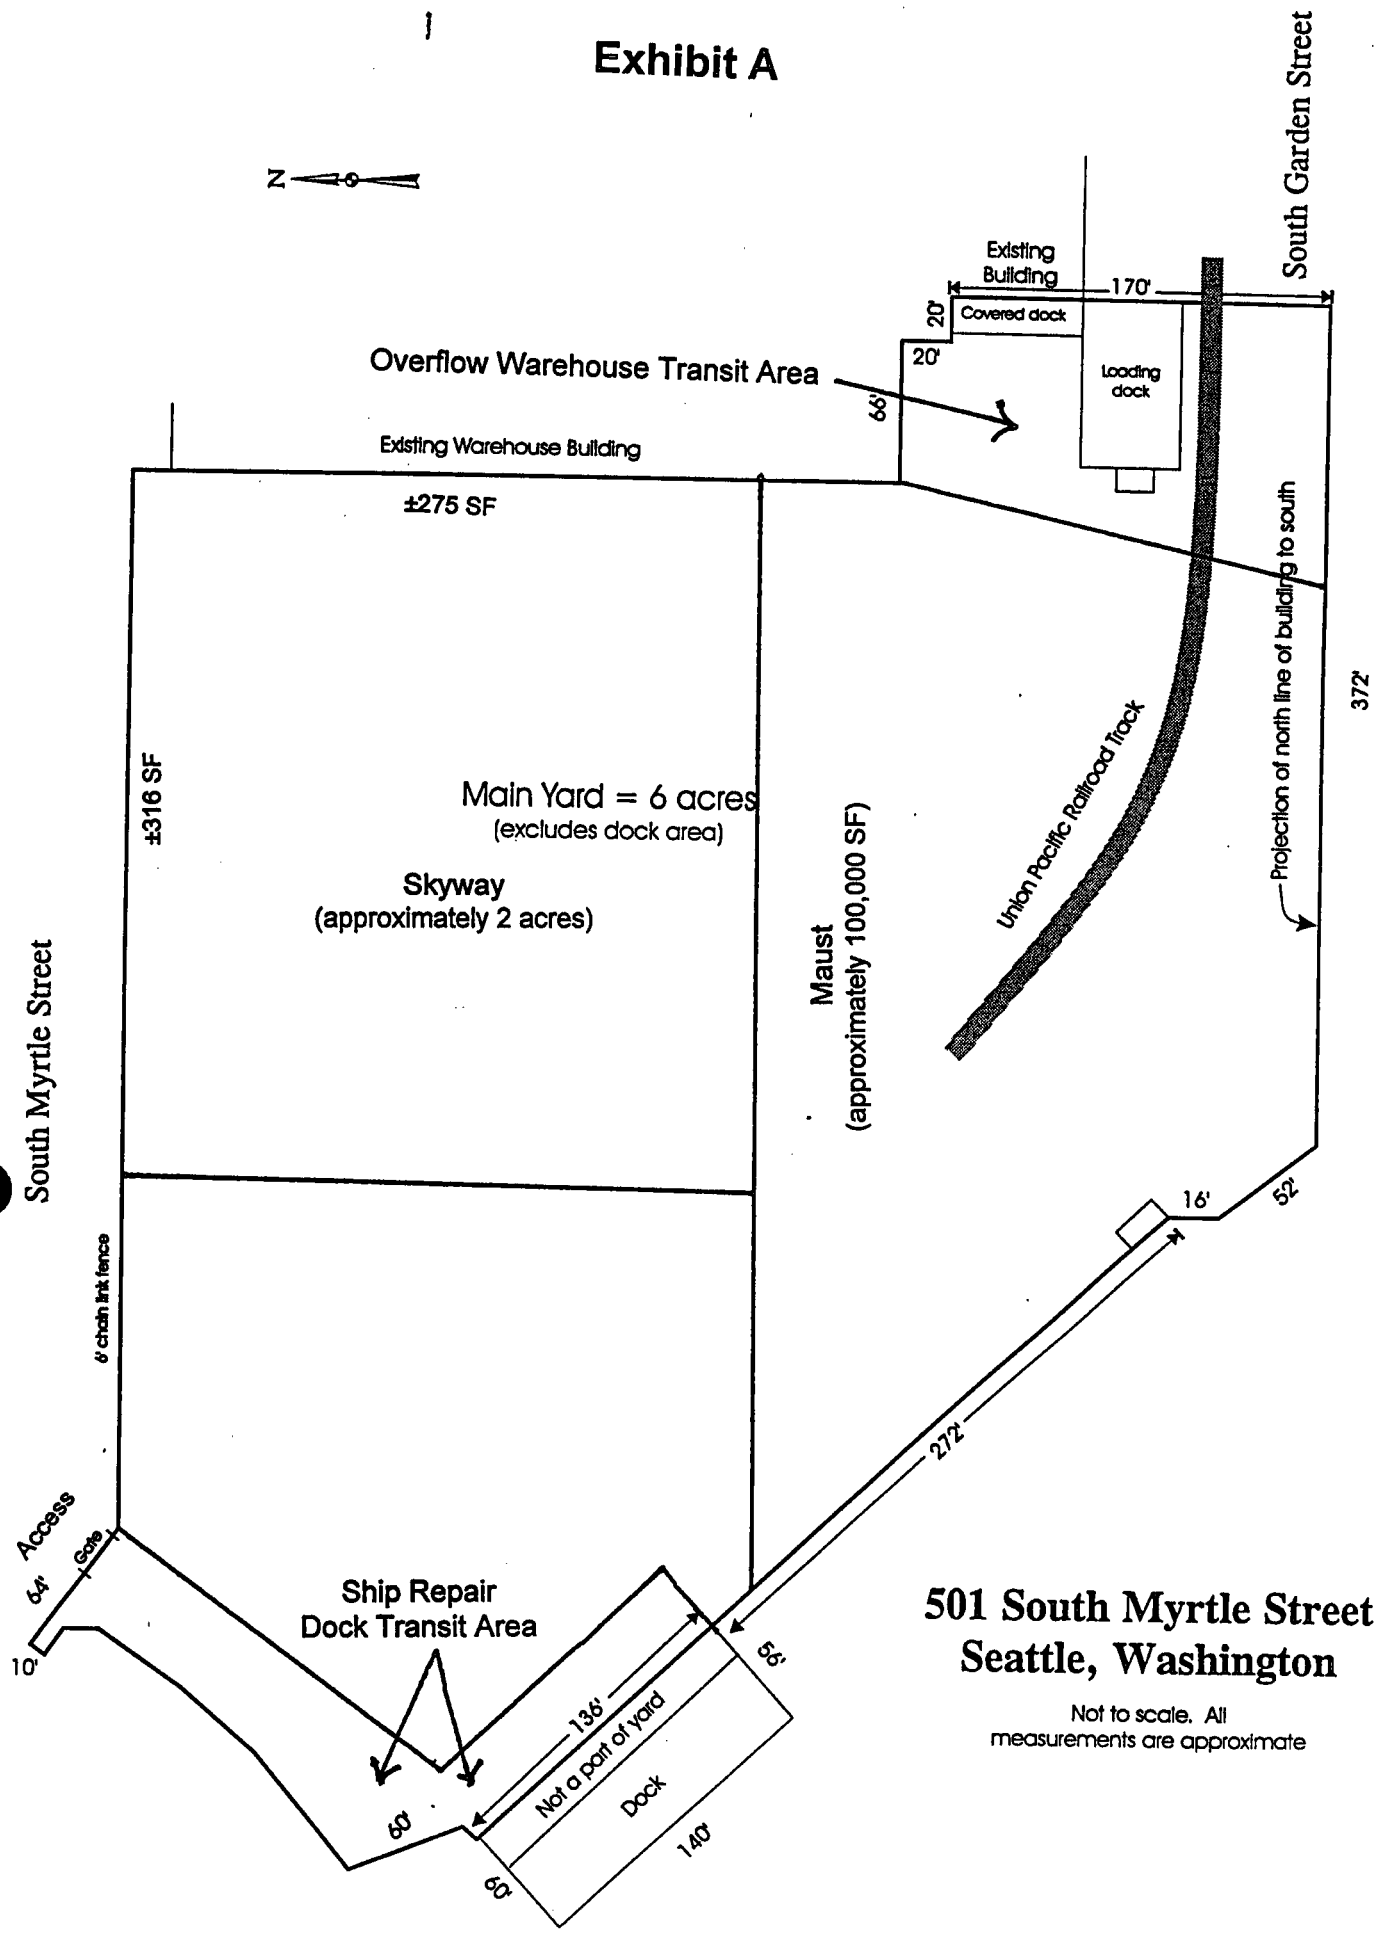 Exhibit A
South Garden Street
N
Existing
Building
170'
20'
Covered dock
20'
Loading
dock
Overflow Warehouse Transit Area
66'
Existing Warehouse Building
±275 SF
±316 SF
Main Yard = 6 acres
(excludes dock area)
Skyway
(approximately 2 acres)
Maust
(approximately 100,000 SF)
Union Pacific Railroad Track
Projection of north line of building to south
372'
South Myrtle Street
6' chain link fence
16'
52'
272'
Access
Gate
64'
10'
Ship Repair
Dock Transit Area
136'
56'
Not a part of yard
Dock
60'
60'
140'
501 South Myrtle Street
Seattle, Washington
Not to scale. All
measurements are approximate